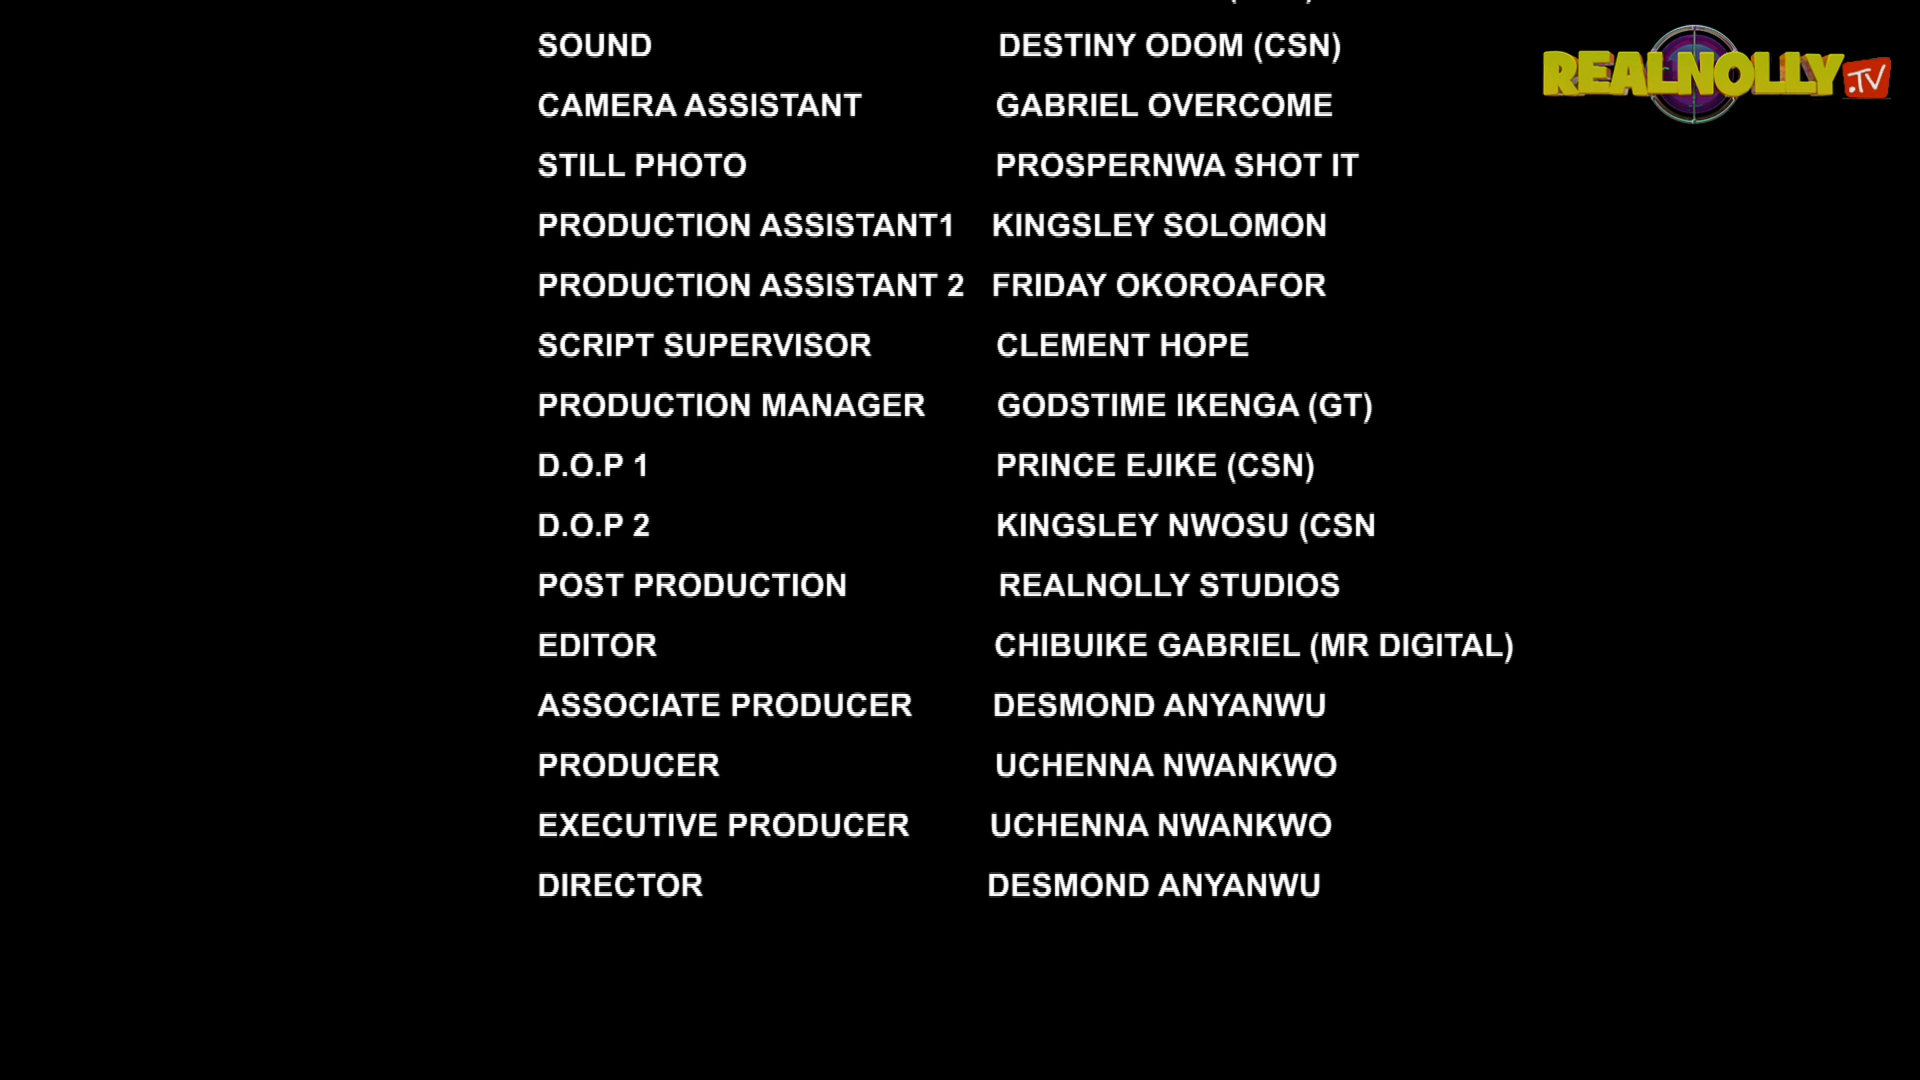 SOUND DESTINY ODOM (CSN)
CAMERA ASSISTANT GABRIEL OVERCOME
STILL PHOTO PROSPERNWA SHOT IT
PRODUCTION ASSISTANT1 KINGSLEY SOLOMON
PRODUCTION ASSISTANT 2 FRIDAY OKOROAFOR
SCRIPT SUPERVISOR CLEMENT HOPE
PRODUCTION MANAGER GODSTIME IKENGA (GT)
D.O.P 1 PRINCE EJIKE (CSN)
D.O.P 2 KINGSLEY NWOSU (CSN
POST PRODUCTION REALNOLLY STUDIOS
EDITOR CHIBUIKE GABRIEL (MR DIGITAL)
ASSOCIATE PRODUCER DESMOND ANYANWU
PRODUCER UCHENNA NWANKWO
EXECUTIVE PRODUCER UCHENNA NWANKWO
DIRECTOR DESMOND ANYANWU
REALNOLLY.TV